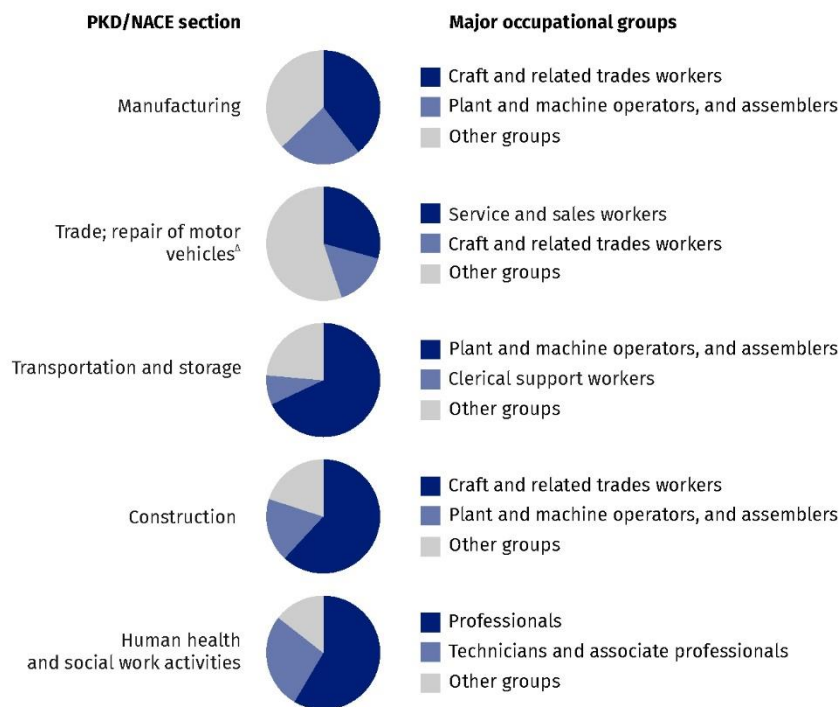 PKD/NACE section
Major occupational groups
Manufacturing
Craft and related trades workers
Plant and machine operators, and assemblers
Other groups
Trade; repair of motor
vehiclesᐞ
Service and sales workers
Craft and related trades workers
Other groups
Transportation and storage
Plant and machine operators, and assemblers
Clerical support workers
Other groups
Construction
Craft and related trades workers
Plant and machine operators, and assemblers
Other groups
Human health
and social work activities
Professionals
Technicians and associate professionals
Other groups